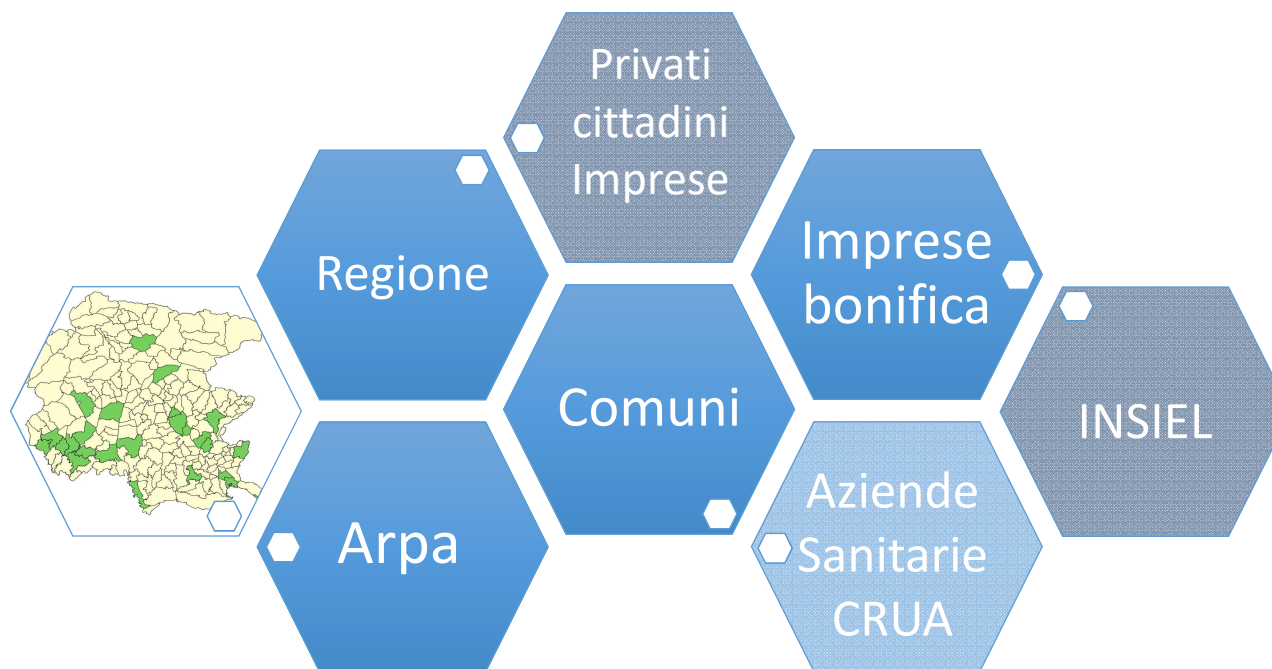 Privati
cittadini
Imprese
Regione
Imprese
bonifica
Comuni
INSIEL
Arpa
Aziende
Sanitarie
CRUA